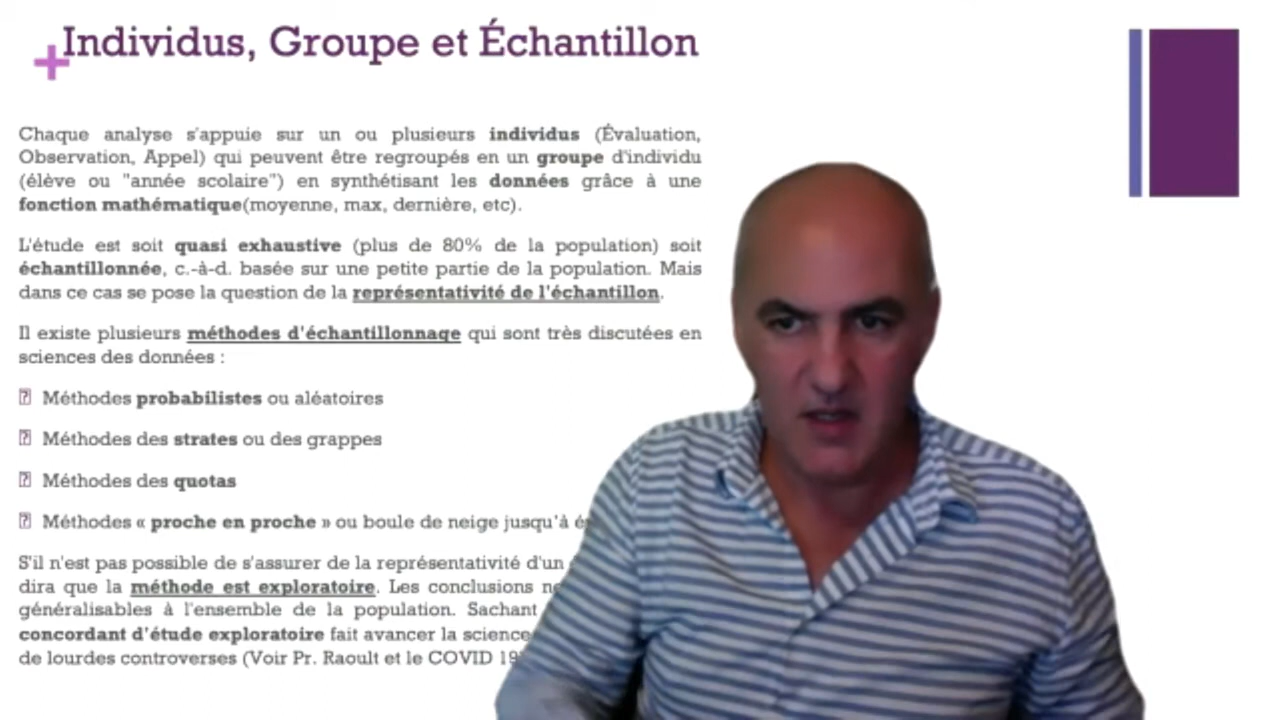 Individus, Groupe et Échantillon
Chaque analyse s'appuie sur un ou plusieurs individus (Évaluation,
Observation, Appel) qui peuvent être regroupés en un groupe d'individu
(élève ou "année scolaire") en synthétisant les données grâce à une
fonction mathématique(moyenne, max, dernière, etc).
L'étude est soit quasi exhaustive (plus de 80% de la population) soit
échantillonnée, c.-à-d. basée sur une petite partie de la population. Mais
dans ce cas se pose la question de la représentativité de l'échantillon.
Il existe plusieurs méthodes d'échantillonnage qui sont très discutées en
sciences des données :
Méthodes probabilistes ou aléatoires
Méthodes des strates ou des grappes
Méthodes des quotas
Méthodes « proche en proche » ou boule de neige jusqu'à
S'il n'est pas possible de s'assurer de la représentativité d'un
dira que la méthode est exploratoire. Les conclusions
généralisables à l'ensemble de la population. Sachant
concordant d'étude exploratoire fait avancer la science
de lourdes controverses (Voir Pr. Raoult et le COVID